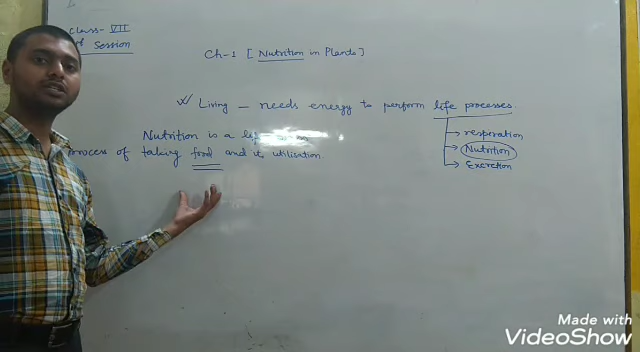 Class-VII
Session
Ch-1 [Nutrition in Plants]
Living - needs energy to perform life processes.
respiration
Nutrition
Excretion
Nutrition is a
process of taking food and its utilisation
Made with
VideoShow